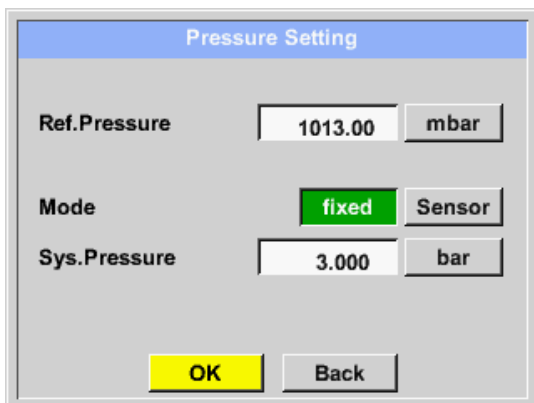 Pressure Setting
Ref.Pressure 1013.00 mbar
Mode fixed Sensor
Sys.Pressure 3.000 bar
OK Back